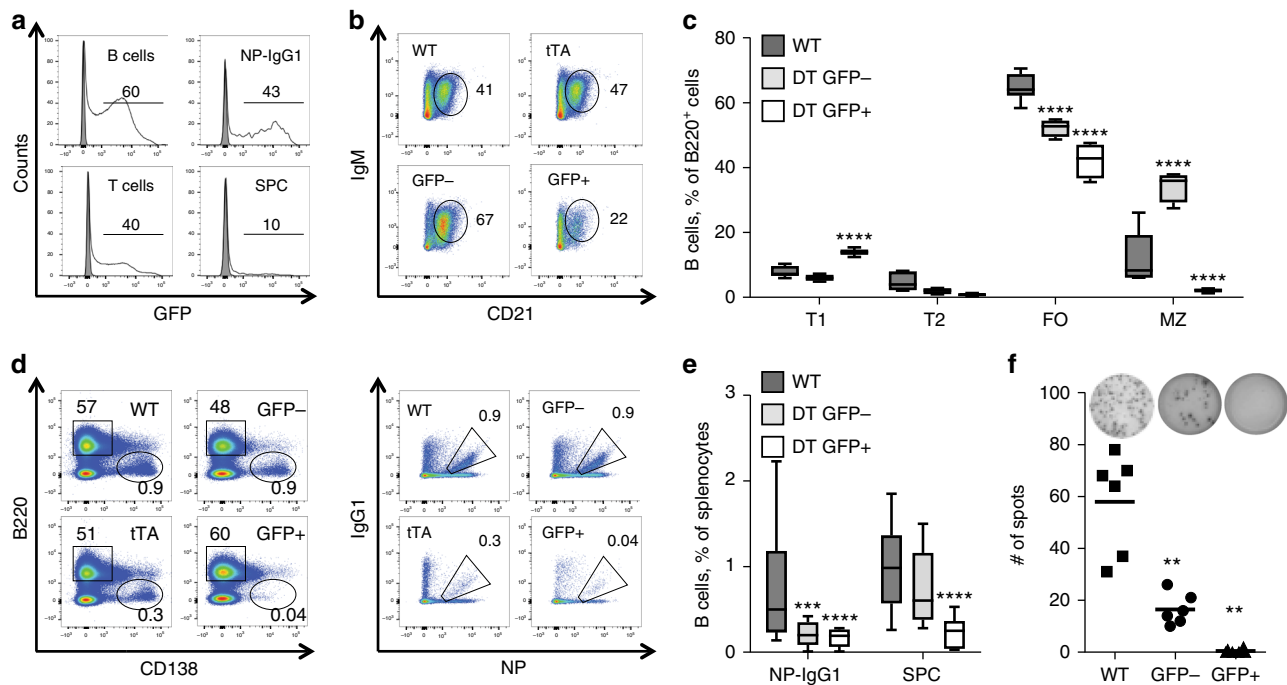 a
B cells
60
NP-IgG1
43
T cells
40
SPC
10
Counts
GFP
b
WT
41
tTA
47
GFP–
67
GFP+
22
IgM
CD21
c
WT
DT GFP–
DT GFP+
B cells, % of B220+ cells
80
60
40
20
0
****
****
****
****
****
T1
T2
FO
MZ
d
57
WT
0.9
48
GFP–
0.9
51
tTA
0.3
60
GFP+
0.04
B220
CD138
WT
0.9
GFP–
0.9
tTA
0.3
GFP+
0.04
IgG1
NP
e
WT
DT GFP–
DT GFP+
B cells, % of splenocytes
3
2
1
0
***
****
****
NP-IgG1
SPC
f
# of spots
100
80
60
40
20
0
**
**
WT
GFP–
GFP+